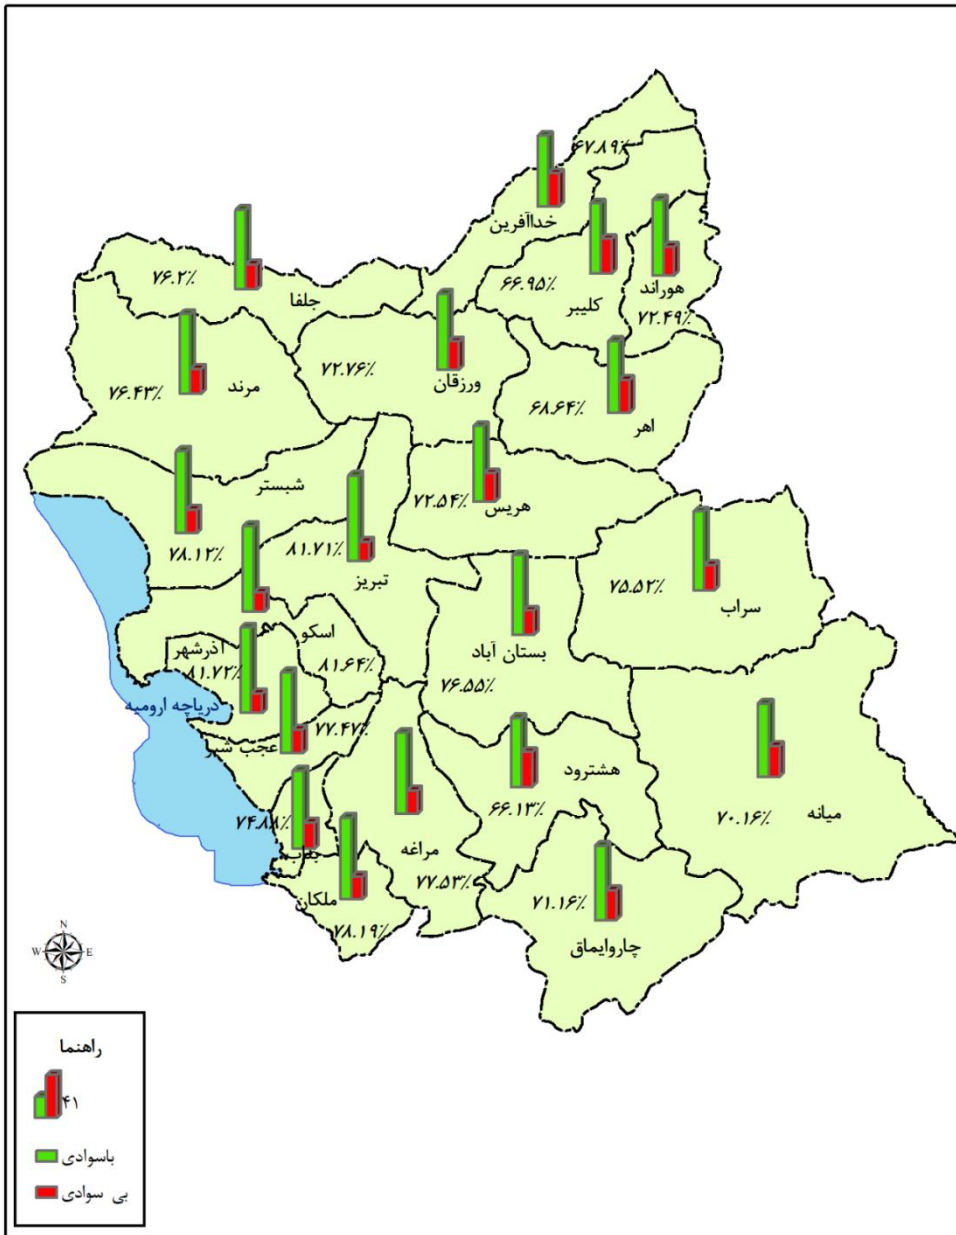 ۶۷.۸۹٪
خداآفرین
۷۶.۲٪
جلفا
۶۶.۹۵٪
کلیبر
هوراند
۷۲.۴۹٪
۷۶.۴۳٪
مرند
۷۲.۷۶٪
ورزقان
۶۸.۶۴٪
اهر
شبستر
۷۸.۱۲٪
۷۲.۵۴٪
هریس
۸۱.۷۱٪
تبریز
۷۵.۵۲٪
سراب
اسکو
۸۱.۶۴٪
آذرشهر
۸۱.۷۲٪
بستان آباد
۷۶.۵۵٪
دریاچه ارومیه
۷۷.۴۷٪
عجب شیر
هشترود
۶۶.۱۳٪
میانه
۷۰.۱۶٪
۷۴.۸۸٪
بناب
مراغه
۷۷.۵۳٪
ملکان
۷۸.۱۹٪
۷۱.۱۶٪
چاروایماق
N
W E
S
راهنما
۴۱
باسوادی
بی سوادی